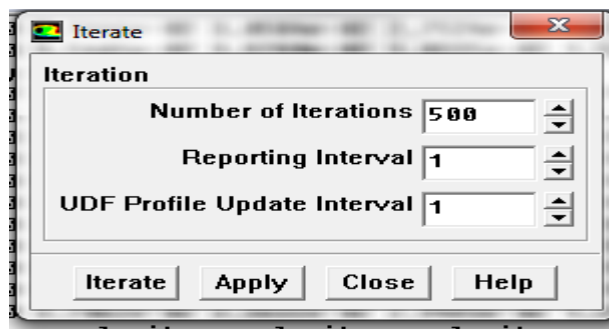 Iterate
Iteration
Number of Iterations 500
Reporting Interval 1
UDF Profile Update Interval 1
Iterate Apply Close Help